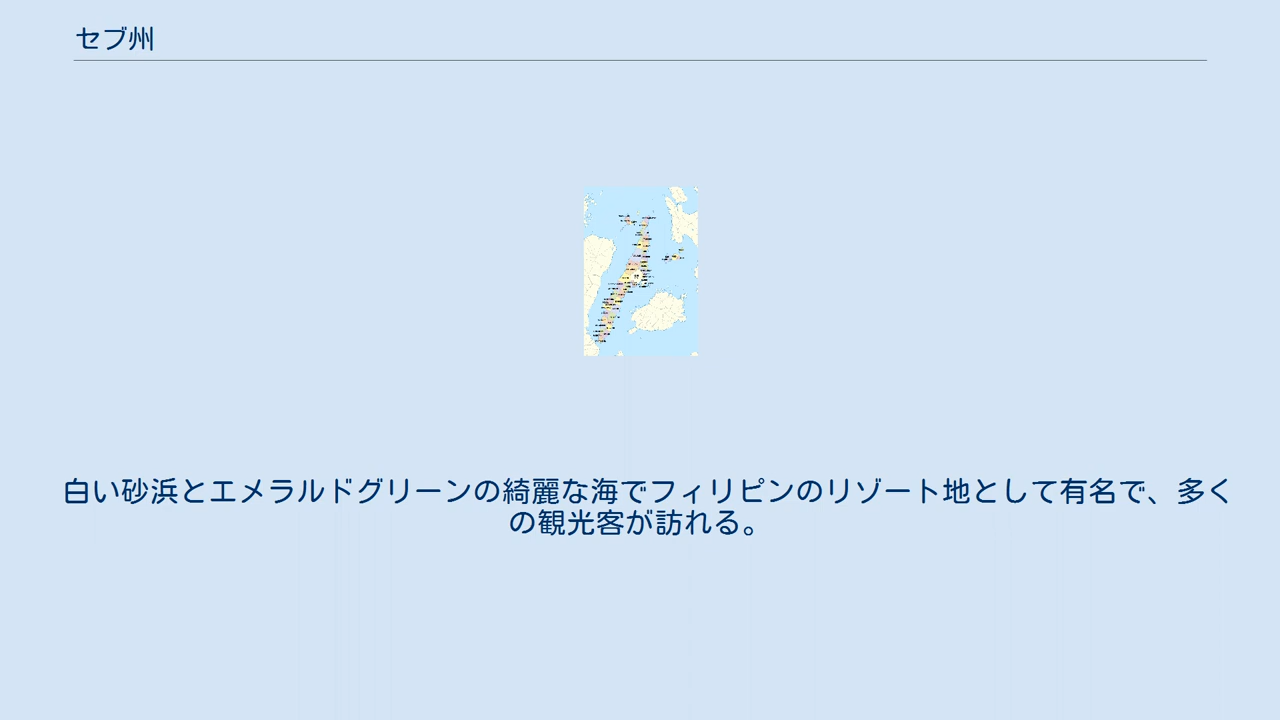 セブ州
白い砂浜とエメラルドグリーンの綺麗な海でフィリピンのリゾート地として有名で、多く
の観光客が訪れる。